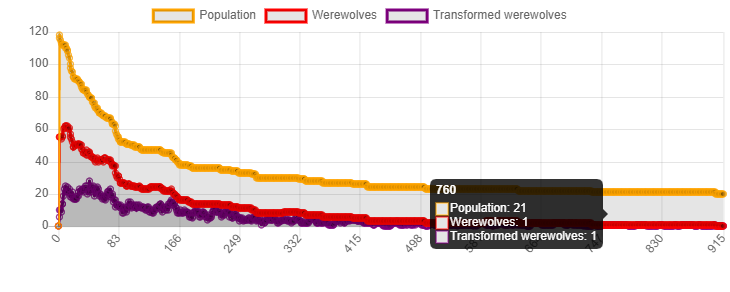 Population Werewolves Transformed werewolves
120
100
80
60
40
20
0
760
Population: 21
Werewolves: 1
Transformed werewolves: 1
0 83 166 249 332 415 498 830 915